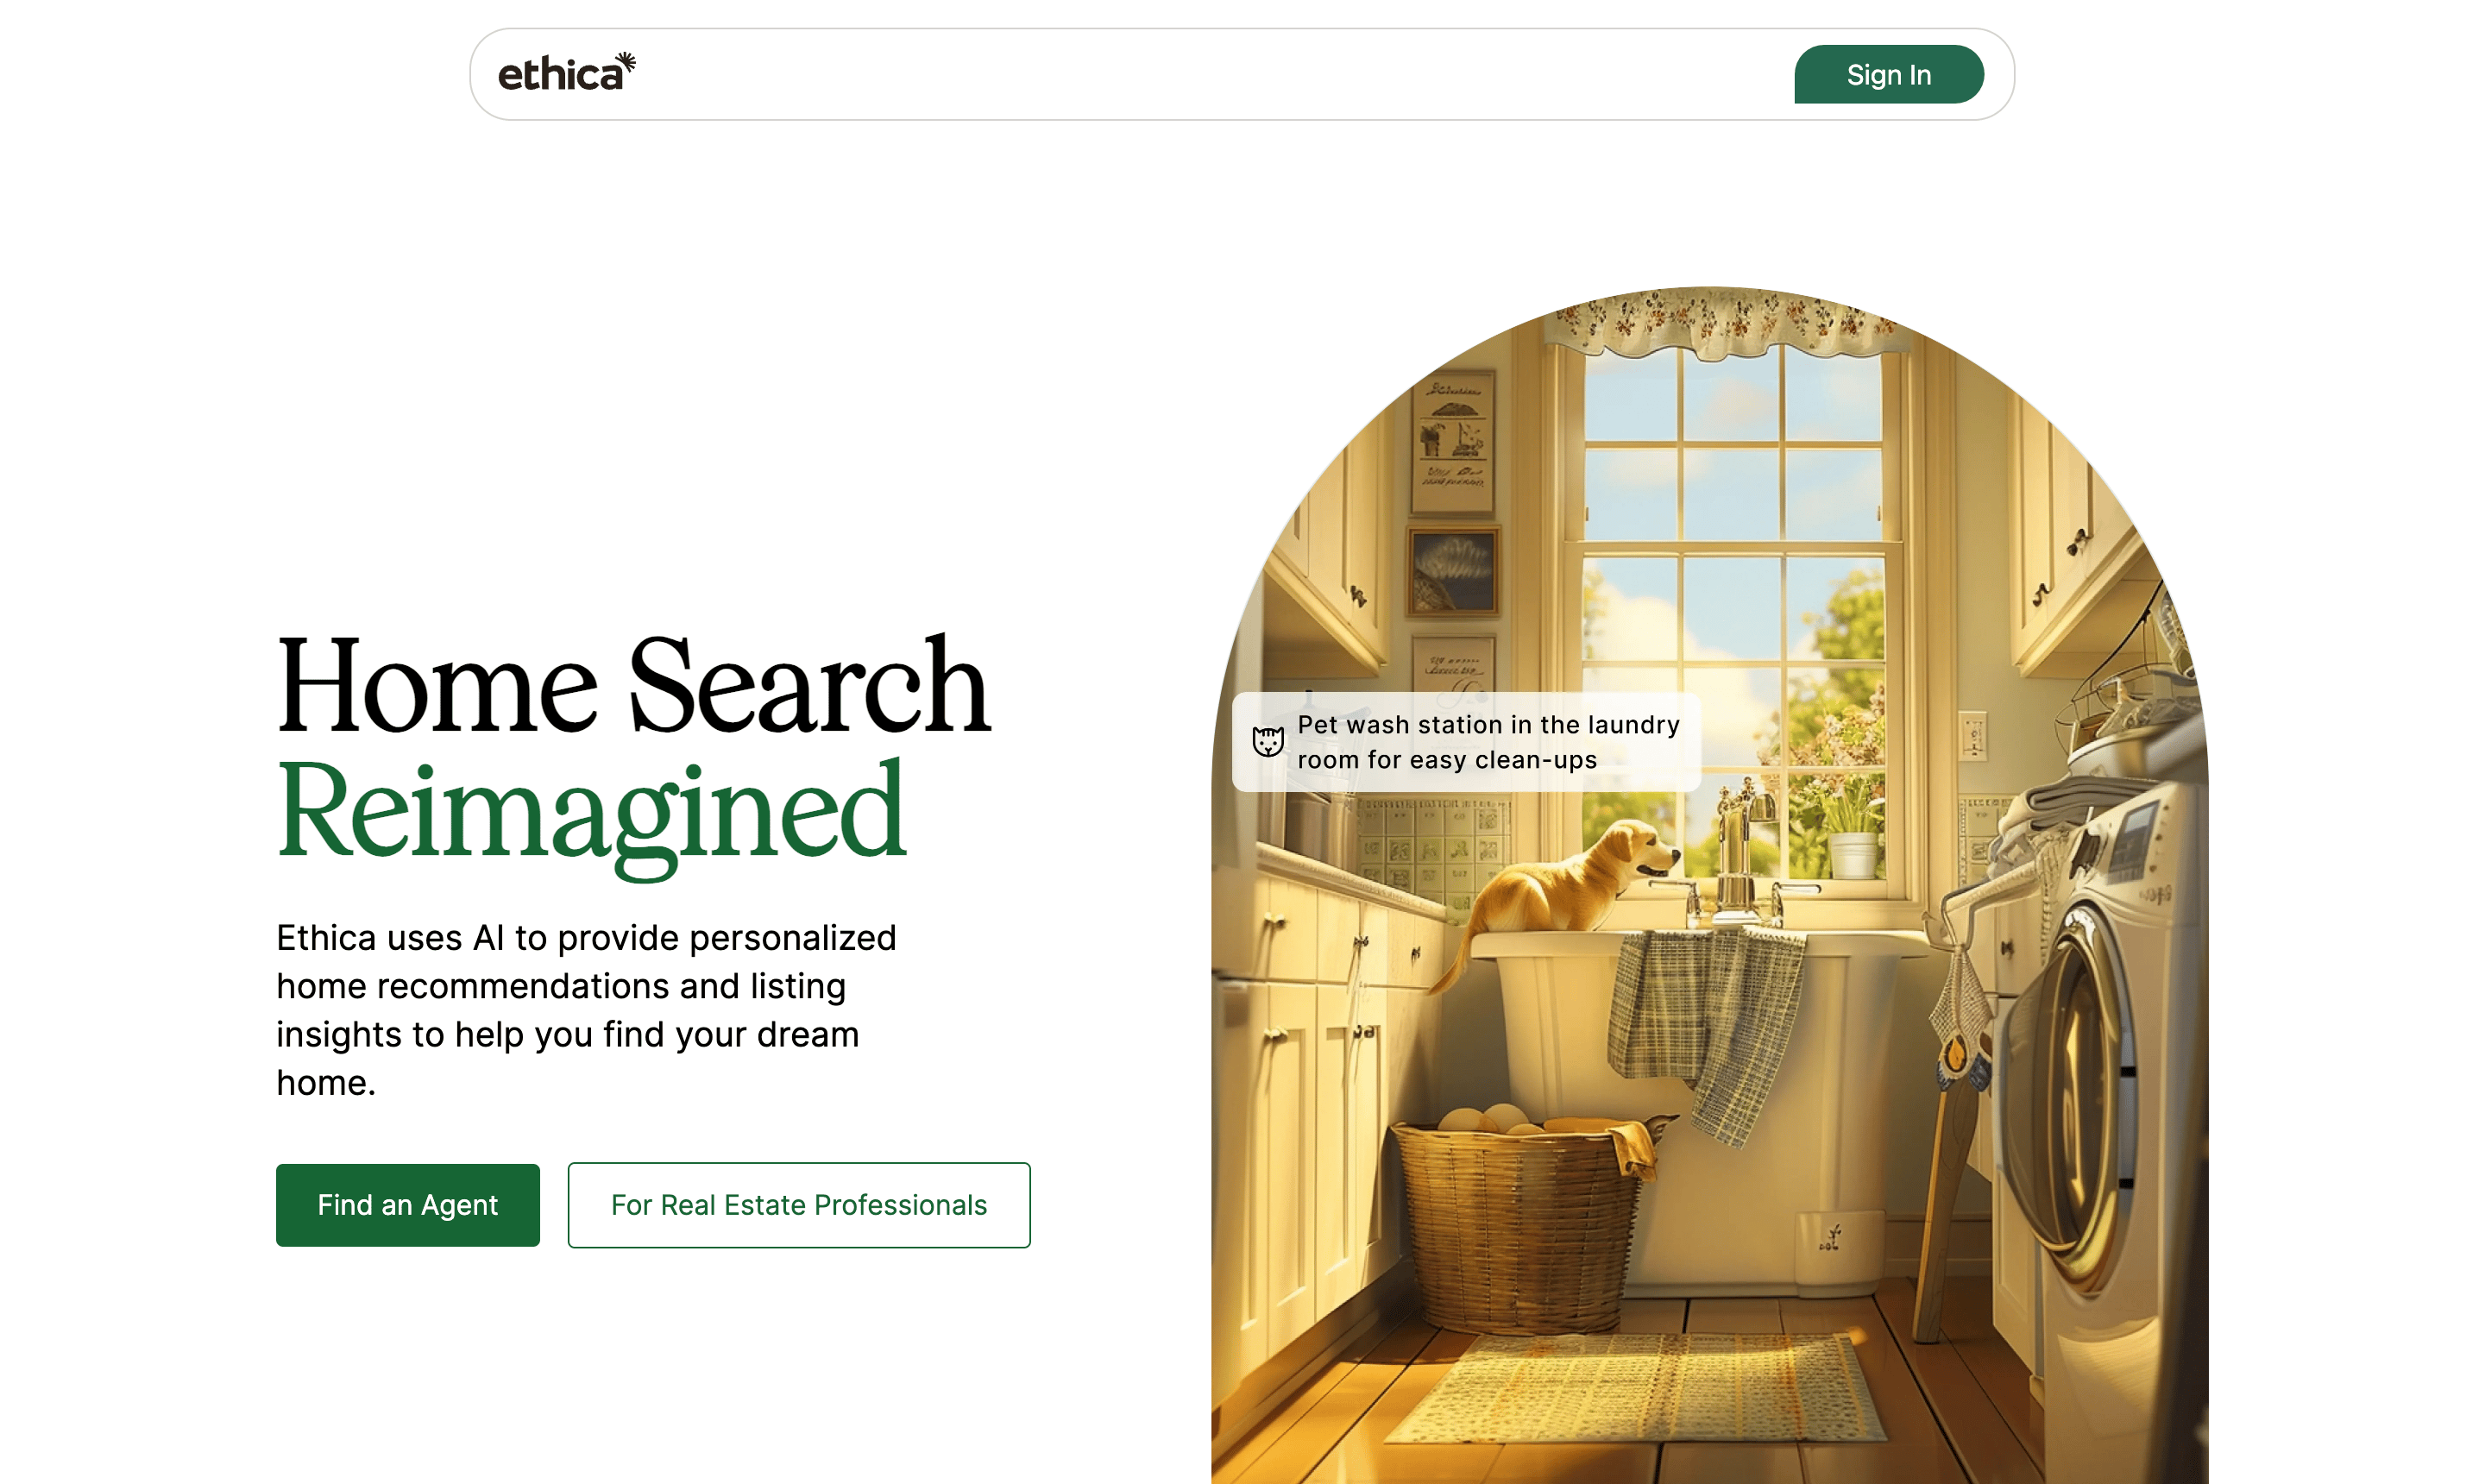 ethica
Sign In
Home Search
Reimagined
Ethica uses AI to provide personalized
home recommendations and listing
insights to help you find your dream
home.
Find an Agent
For Real Estate Professionals
Pet wash station in the laundry
room for easy clean-ups